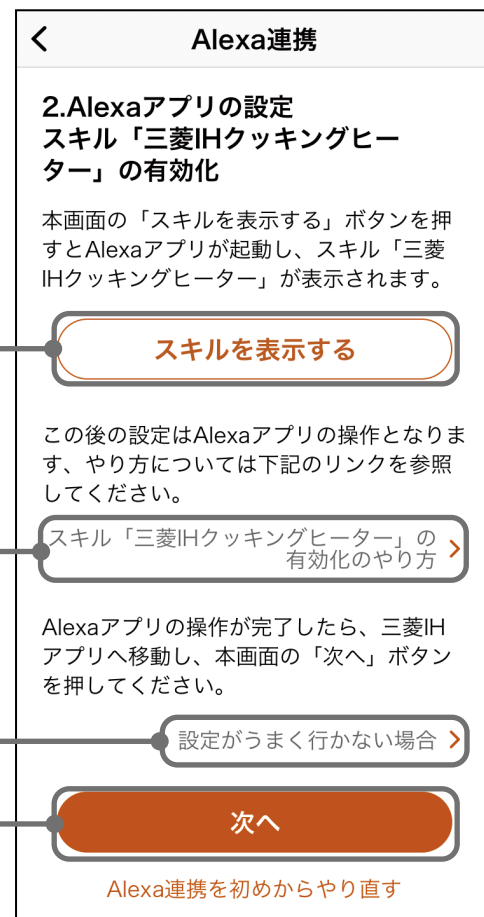 Alexa連携
2.Alexaアプリの設定
スキル「三菱IHクッキングヒー
ター」の有効化
本画面の「スキルを表示する」ボタンを押
すとAlexaアプリが起動し、スキル「三菱
IHクッキングヒーター」が表示されます。
スキルを表示する
この後の設定はAlexaアプリの操作となりま
す、やり方については下記のリンクを参照
してください。
スキル「三菱IHクッキングヒーター」の
有効化のやり方
Alexaアプリの操作が完了したら、三菱IH
アプリへ移動し、本画面の「次へ」ボタン
を押してください。
設定がうまく行かない場合
次へ
Alexa連携を初めからやり直す